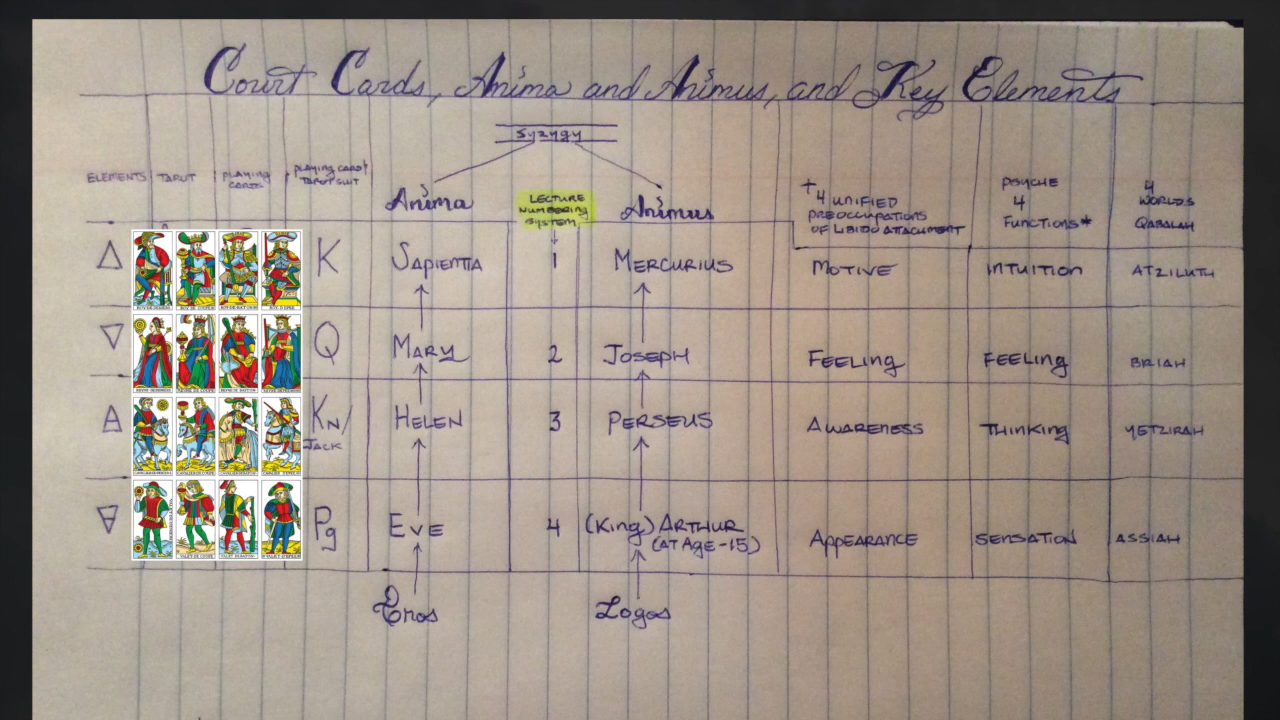 Court Cards, Anima and Animus, and Key Elements
Syzygy
ELEMENTS
TAROT
PLAYING
CARDS
PLAYING CARD/
TAROT SUIT
Anima
LECTURE
NUMBERING
SYSTEM
Animus
4 UNIFIED
PREOCCUPATIONS
OF LIBIDO ATTACHMENT
PSYCHE
4
FUNCTIONS*
4
WORLDS
QABALAH
K
SAPIENTIA
1
MERCURIUS
MOTIVE
INTUITION
ATZILUTH
Q
MARY
2
JOSEPH
FEELING
FEELING
BRIAH
KN/
JACK
HELEN
3
PERSEUS
AWARENESS
THINKING
YETZIRAH
Pg
EVE
4
(King) ARTHUR
(AT AGE-15)
APPEARANCE
SENSATION
ASSIAH
Eros
Logos